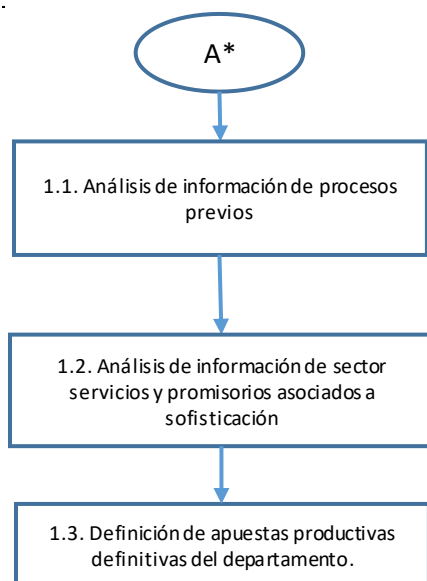 A*
1.1. Análisis de información de procesos
previos
1.2. Análisis de información de sector
servicios y promisorios asociados a
sofisticación
1.3. Definición de apuestas productivas
definitivas del departamento.